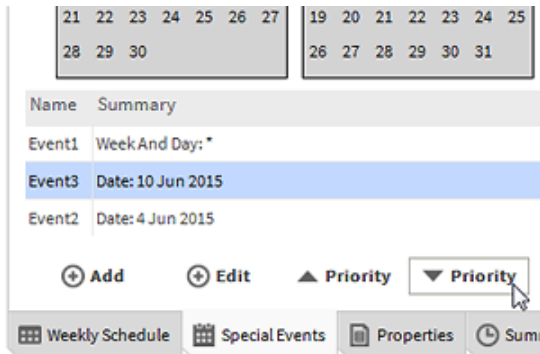 21 22 23 24 25 26 27 19 20 21 22 23 24 25
28 29 30 26 27 28 29 30 31
Name Summary
Event1 Week And Day: *
Event3 Date: 10 Jun 2015
Event2 Date: 4 Jun 2015
Add Edit Priority Priority
Weekly Schedule Special Events Properties